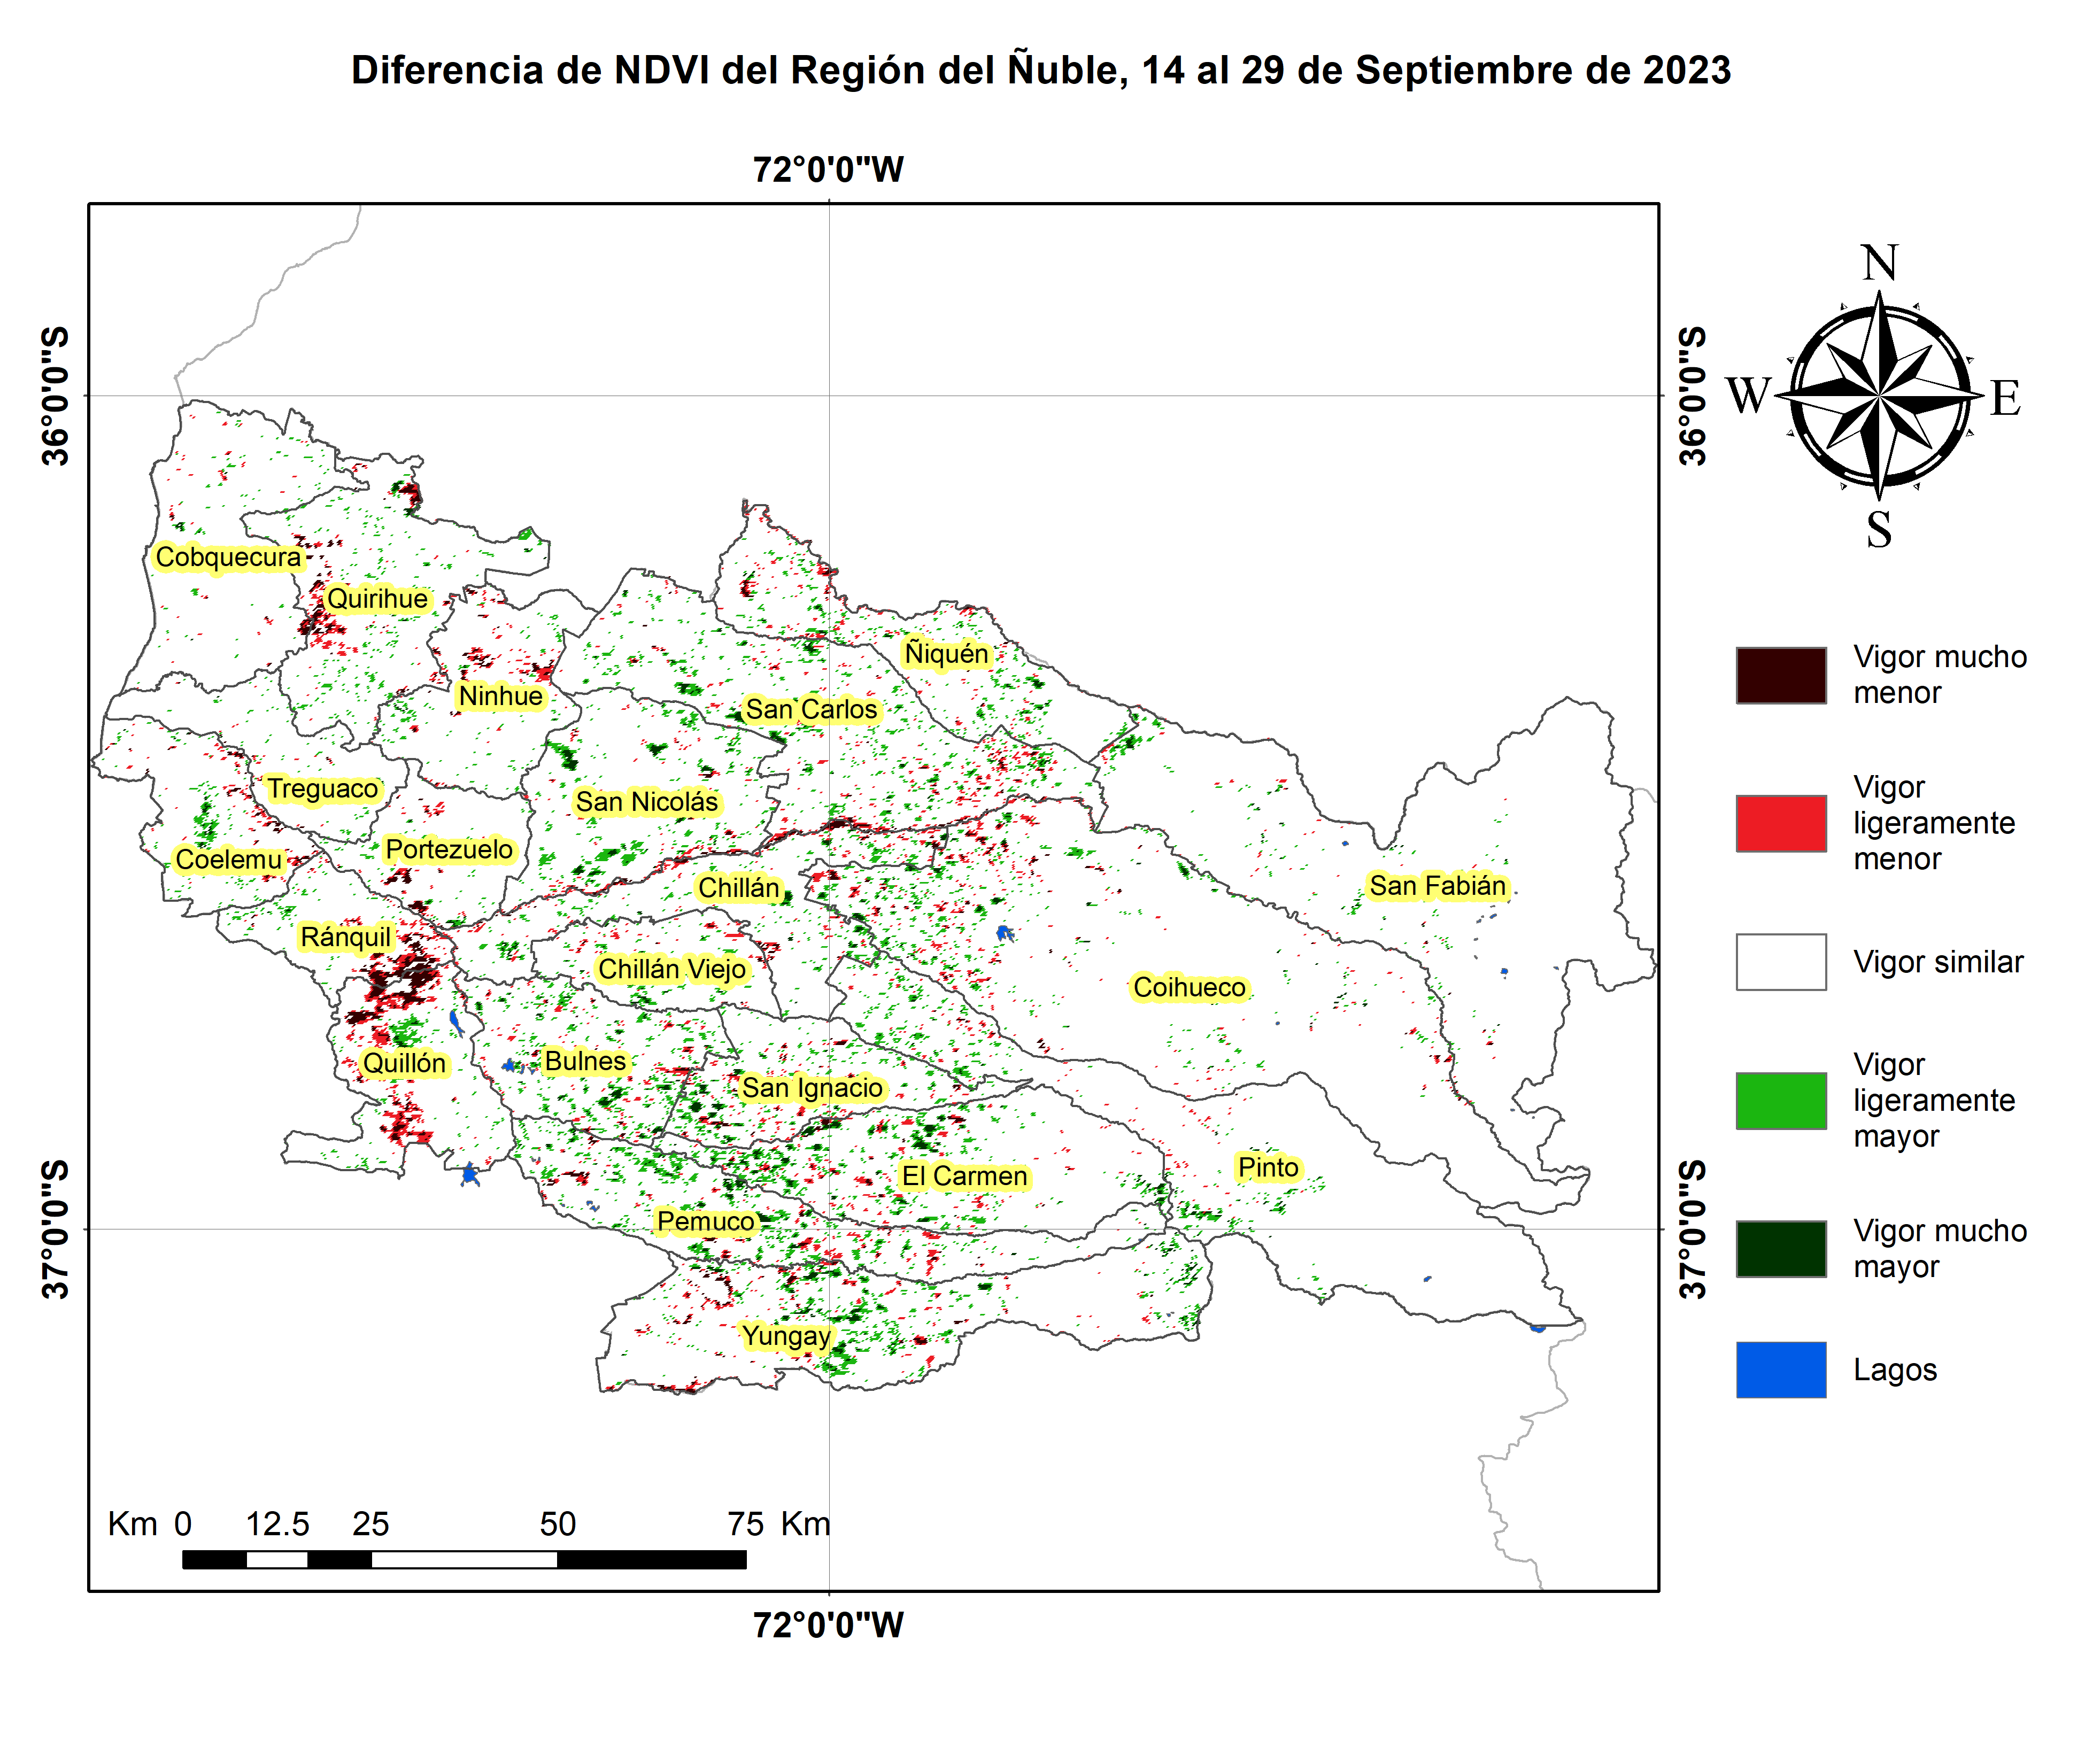 Diferencia de NDVI del Región del Ñuble, 14 al 29 de Septiembre de 2023
72°0'0"W
36°0'0"S
36°0'0"S
N
W
E
S
Cobquecura
Quirihue
Ñiquén
Ninhue
San Carlos
Treguaco
San Nicolás
Portezuelo
Coelemu
Chillán
San Fabián
Ránquil
Chillán Viejo
Coihueco
Quillón
Bulnes
San Ignacio
El Carmen
Pinto
Pemuco
Yungay
37°0'0"S
37°0'0"S
Vigor mucho
menor
Vigor
ligeramente
menor
Vigor similar
Vigor
ligeramente
mayor
Vigor mucho
mayor
Lagos
Km 0 12.5 25 50 75 Km
72°0'0"W